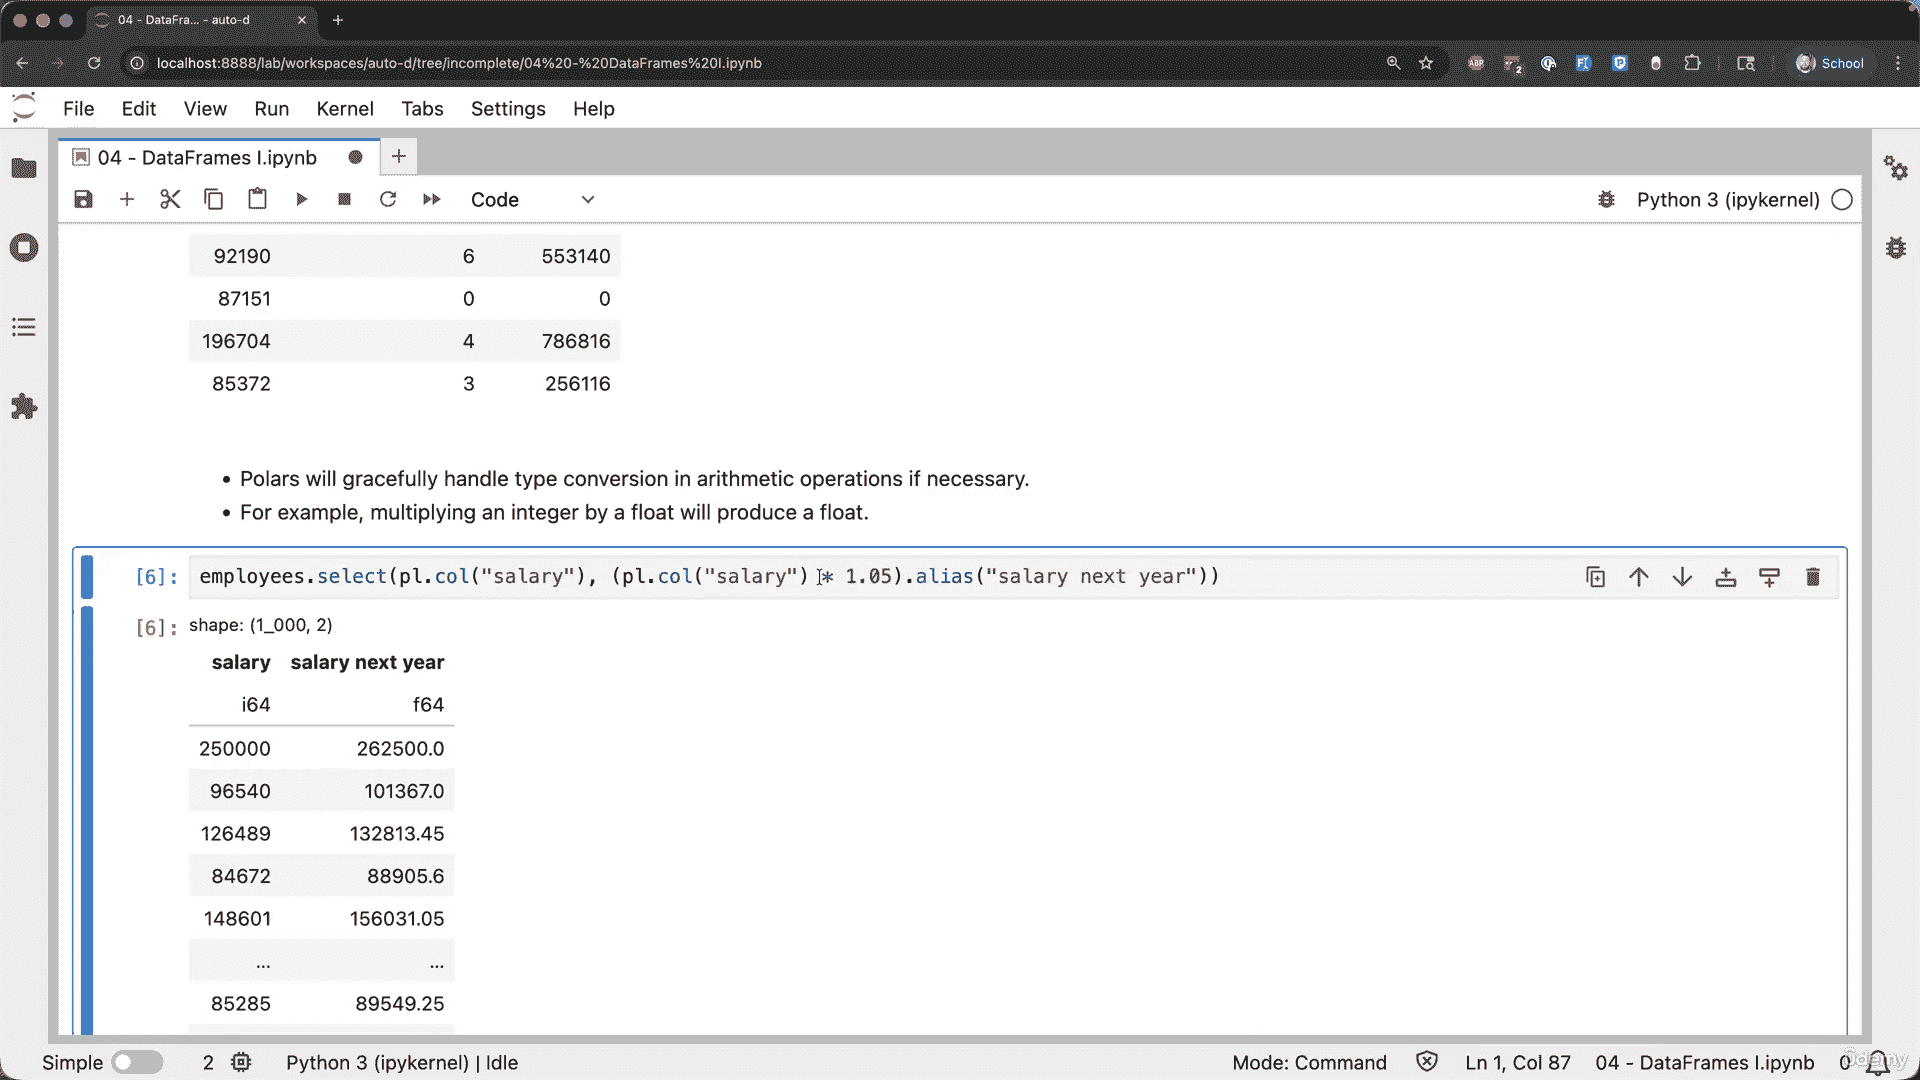 04 - DataFra... - auto-d
localhost:8888/lab/workspaces/auto-d/tree/incomplete/04%20-%20DataFrames%20I.ipynb
ABP
2
School
File Edit View Run Kernel Tabs Settings Help
04 - DataFrames I.ipynb
Code
Python 3 (ipykernel)
92190 6 553140
87151 0 0
196704 4 786816
85372 3 256116
• Polars will gracefully handle type conversion in arithmetic operations if necessary.
• For example, multiplying an integer by a float will produce a float.
[6]: employees.select(pl.col("salary"), (pl.col("salary") * 1.05).alias("salary next year"))
[6]: shape: (1_000, 2)
salary salary next year
i64 f64
250000 262500.0
96540 101367.0
126489 132813.45
84672 88905.6
148601 156031.05
... ...
85285 89549.25
Simple 2 Python 3 (ipykernel) | Idle Mode: Command Ln 1, Col 87 04 - DataFrames I.ipynb 0
udemy